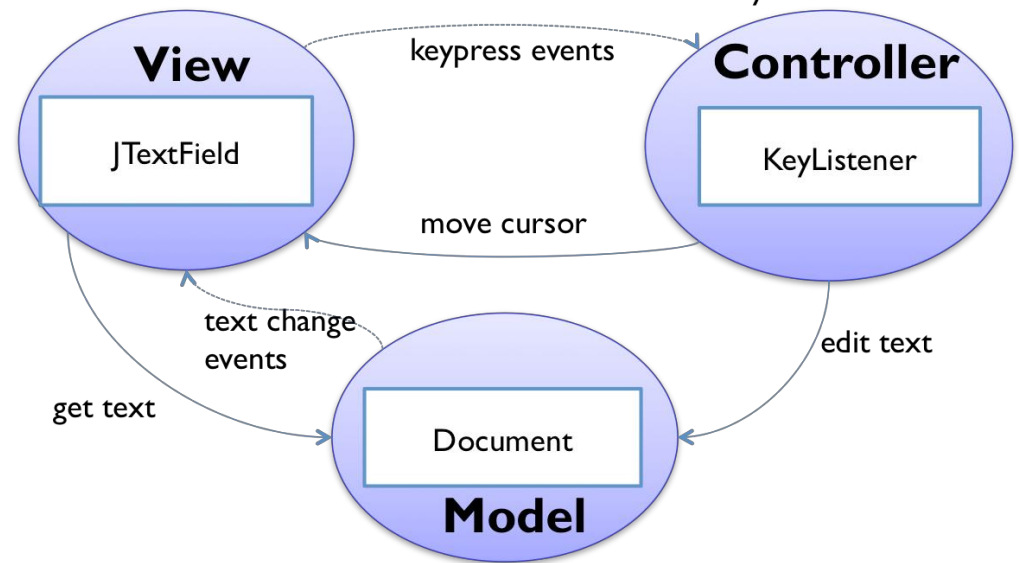 View
keypress events
Controller
JTextField
KeyListener
move cursor
text change
events
edit text
get text
Document
Model